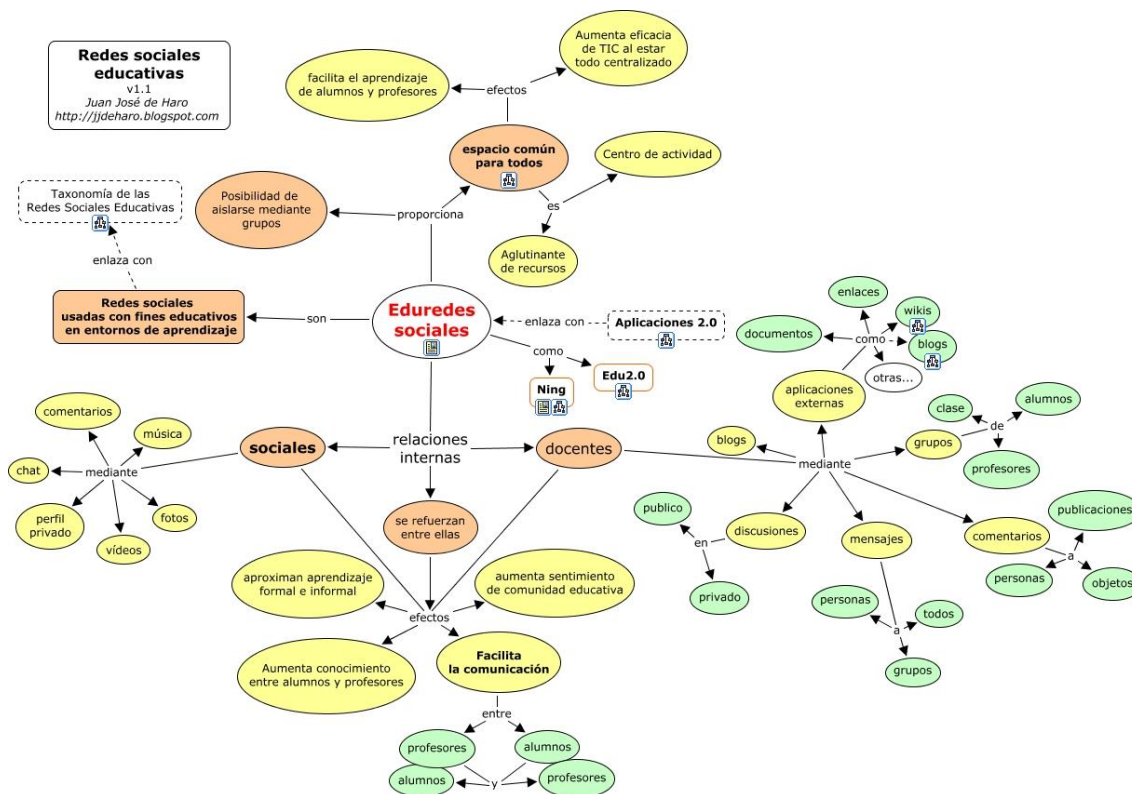 Redes sociales
educativas
v1.1
Juan José de Haro
http://jjdeharo.blogspot.com
Aumenta eficacia
de TIC al estar
todo centralizado
facilita el aprendizaje
de alumnos y profesores
efectos
espacio común
para todos
Centro de actividad
es
Aglutinante
de recursos
Posibilidad de
aislarse mediante
grupos
proporciona
Taxonomía de las
Redes Sociales Educativas
enlaza con
Redes sociales
usadas con fines educativos
en entornos de aprendizaje
son
Eduredes
sociales
enlaza con
Aplicaciones 2.0
como
Ning
Edu2.0
relaciones
internas
sociales
docentes
comentarios
música
chat
mediante
perfil
privado
vídeos
fotos
se refuerzan
entre ellas
aproximan aprendizaje
formal e informal
aumenta sentimiento
de comunidad educativa
efectos
Aumenta conocimiento
entre alumnos y profesores
Facilita
la comunicación
entre
profesores
alumnos
alumnos
y
profesores
enlaces
wikis
documentos
como
blogs
otras...
aplicaciones
externas
clase
alumnos
de
grupos
profesores
blogs
mediante
publico
discusiones
en
privado
mensajes
personas
todos
a
grupos
comentarios
publicaciones
a
personas
objetos